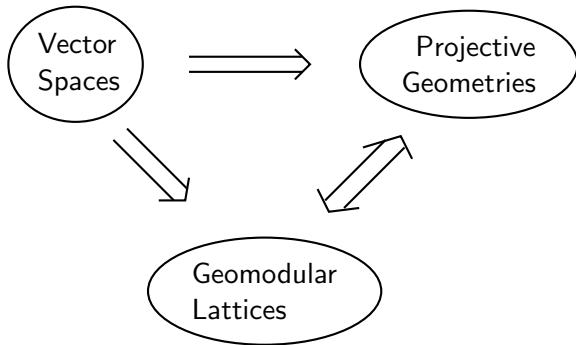 Vector
Spaces
Projective
Geometries
Geomodular
Lattices